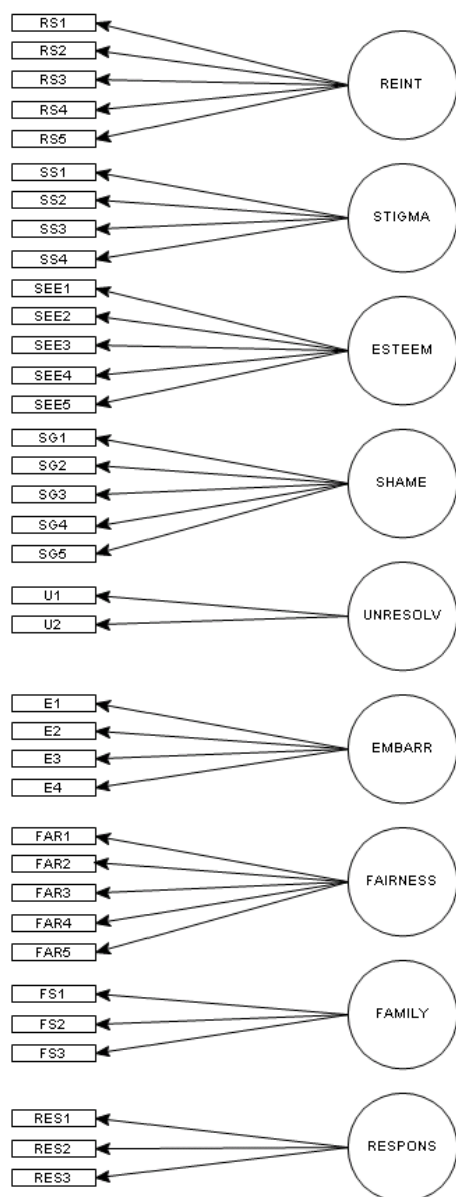 RS1
RS2
RS3
RS4
RS5
REINT
SS1
SS2
SS3
SS4
STIGMA
SEE1
SEE2
SEE3
SEE4
SEE5
ESTEEM
SG1
SG2
SG3
SG4
SG5
SHAME
U1
U2
UNRESOLV
E1
E2
E3
E4
EMBARR
FAR1
FAR2
FAR3
FAR4
FAR5
FAIRNESS
FS1
FS2
FS3
FAMILY
RES1
RES2
RES3
RESPONS